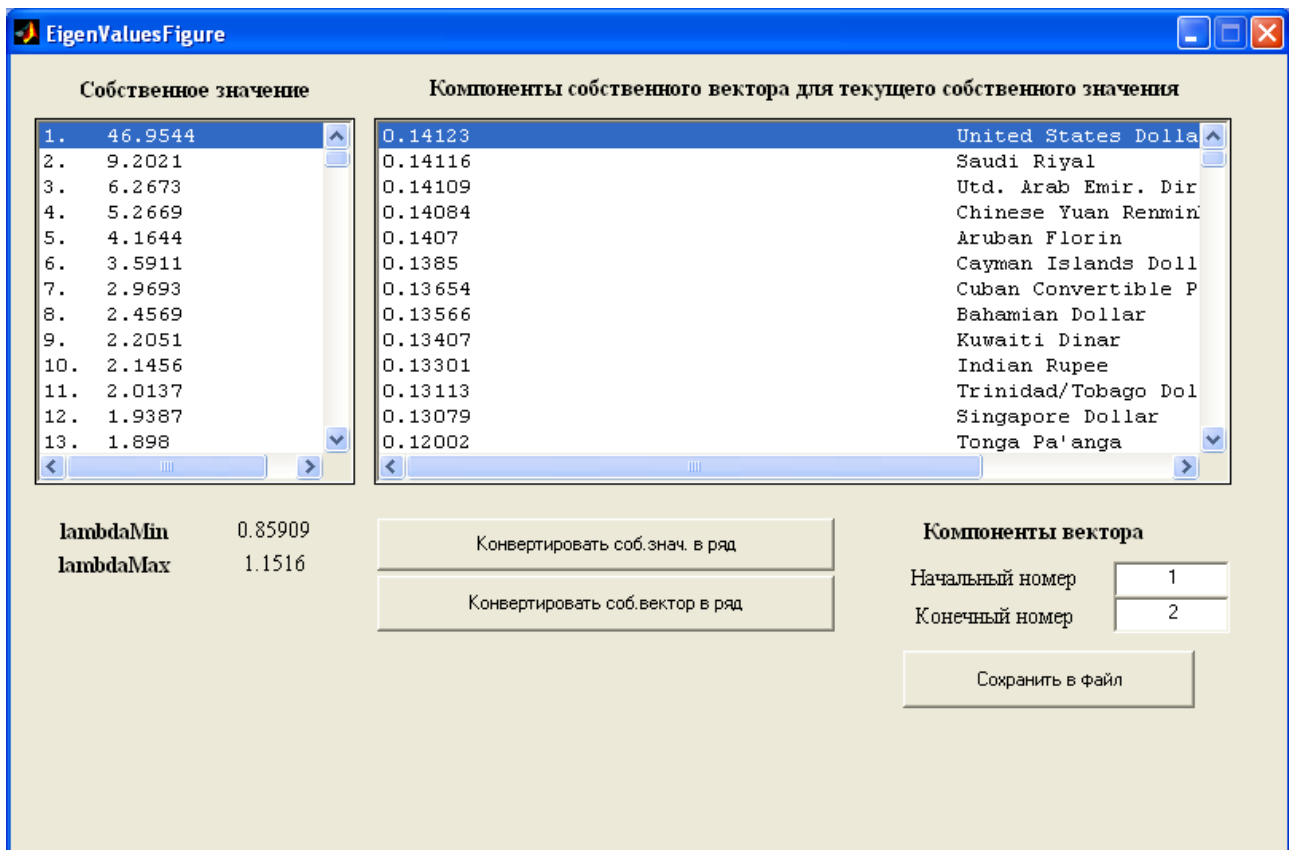 EigenValuesFigure
Собственное значение
Компоненты собственного вектора для текущего собственного значения
1. 46.9544
2. 9.2021
3. 6.2673
4. 5.2669
5. 4.1644
6. 3.5911
7. 2.9693
8. 2.4569
9. 2.2051
10. 2.1456
11. 2.0137
12. 1.9387
13. 1.898
0.14123 United States Dolla
0.14116 Saudi Riyal
0.14109 Utd. Arab Emir. Dir
0.14084 Chinese Yuan Renmin
0.1407 Aruban Florin
0.1385 Cayman Islands Doll
0.13654 Cuban Convertible P
0.13566 Bahamian Dollar
0.13407 Kuwaiti Dinar
0.13301 Indian Rupee
0.13113 Trinidad/Tobago Dol
0.13079 Singapore Dollar
0.12002 Tonga Pa'anga
lambdaMin 0.85909
lambdaMax 1.1516
Конвертировать соб.знач. в ряд
Конвертировать соб.вектор в ряд
Компоненты вектора
Начальный номер 1
Конечный номер 2
Сохранить в файл